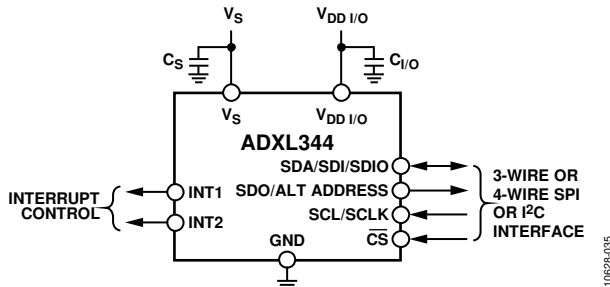 VS
VDD I/O
CS
CI/O
VS
VDD I/O
ADXL344
SDA/SDI/SDIO
SDO/ALT ADDRESS
SCL/SCLK
CS
INT1
INT2
GND
INTERRUPT
CONTROL
3-WIRE OR
4-WIRE SPI
OR I2C
INTERFACE
10628-035